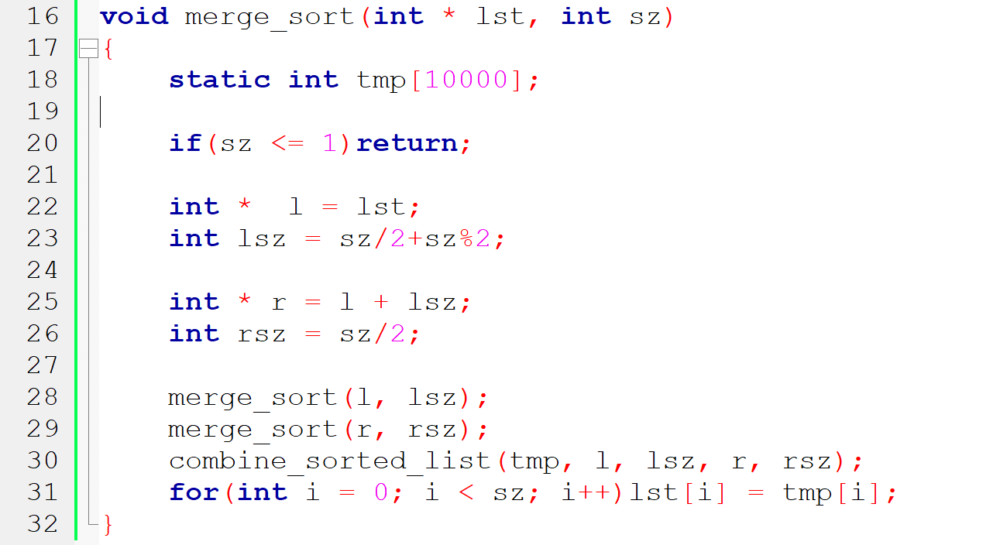 16 void merge_sort(int * lst, int sz)
17 {
18     static int tmp[10000];
19
20     if(sz <= 1)return;
21
22     int *  l = lst;
23     int lsz = sz/2+sz%2;
24
25     int * r = l + lsz;
26     int rsz = sz/2;
27
28     merge_sort(l, lsz);
29     merge_sort(r, rsz);
30     combine_sorted_list(tmp, l, lsz, r, rsz);
31     for(int i = 0; i < sz; i++)lst[i] = tmp[i];
32 }